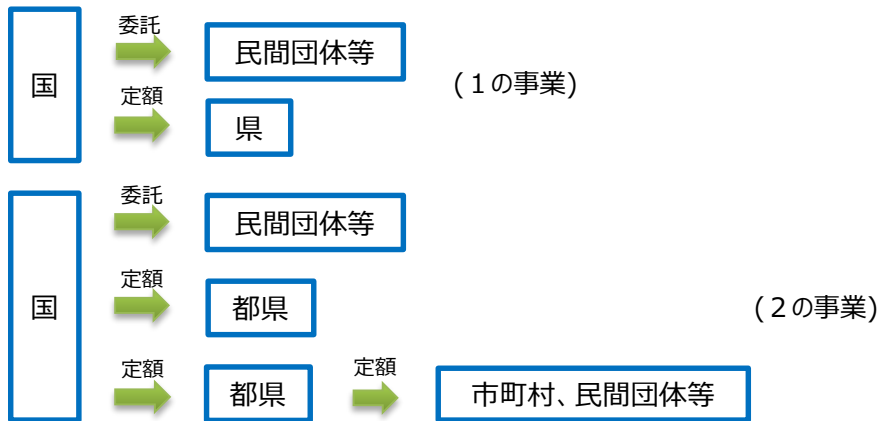 委託
民間団体等
国
(１の事業)
定額
県
委託
民間団体等
定額
国
都県
(２の事業)
定額
定額
都県
市町村、民間団体等